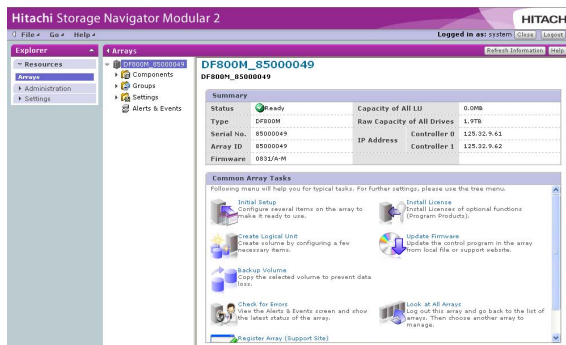 Hitachi Storage Navigator Modular 2
HITACH
File Go Help
Logged in as: system Close Logout
Explorer
Arrays
Refresh Information Help
Resources
Arrays
Administration
Settings
DF800M_85000049
Components
Groups
Settings
Alerts & Events
DF800M_85000049
DF800M_85000049
Summary
Status Ready Capacity of All LU 0.0MB
Type DF800M Raw Capacity of All Drives 1.9TB
Serial No. 85000049 IP Address Controller 0 125.32.9.61
Array ID 85000049 Controller 1 125.32.9.62
Firmware 0831/A-M
Common Array Tasks
Following menu will help you for typical tasks. For further settings, please use the tree menu.
Initial Setup
Configure several items on the array to
make it ready to use.
Install License
Install Licenses of optional functions
(Program Products).
Create Logical Unit
Create volume by configuring a few
necessary items.
Update Firmware
Update the control program in the array
from local file or support website.
Backup Volume
Copy the selected volume to prevent data
loss.
Check for Errors
View the Alerts & Events screen and show
the latest status of the array.
Look at All Arrays
Log out this array and go back to the list of
arrays. Then choose another array to
manage.
Register Array (Support Site)